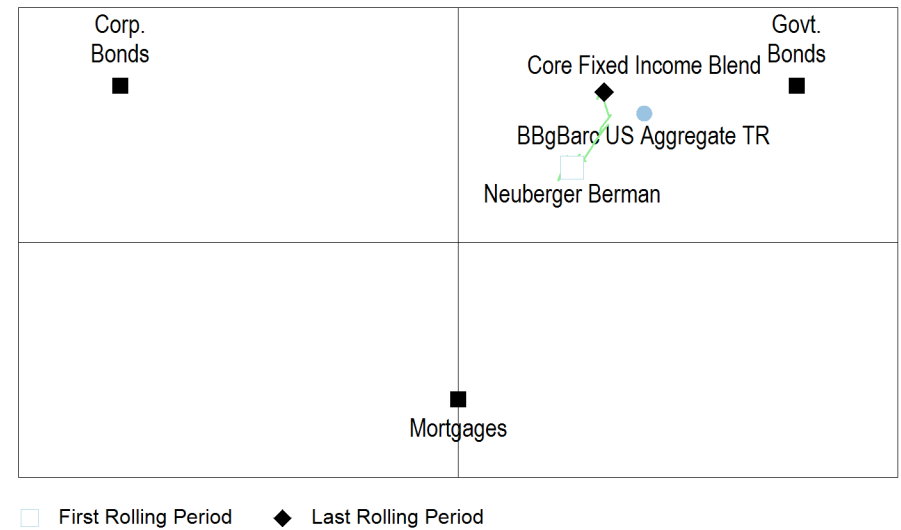 Corp.
Bonds
Govt.
Bonds
Core Fixed Income Blend
BBgBarc US Aggregate TR
Neuberger Berman
Mortgages
First Rolling Period
Last Rolling Period